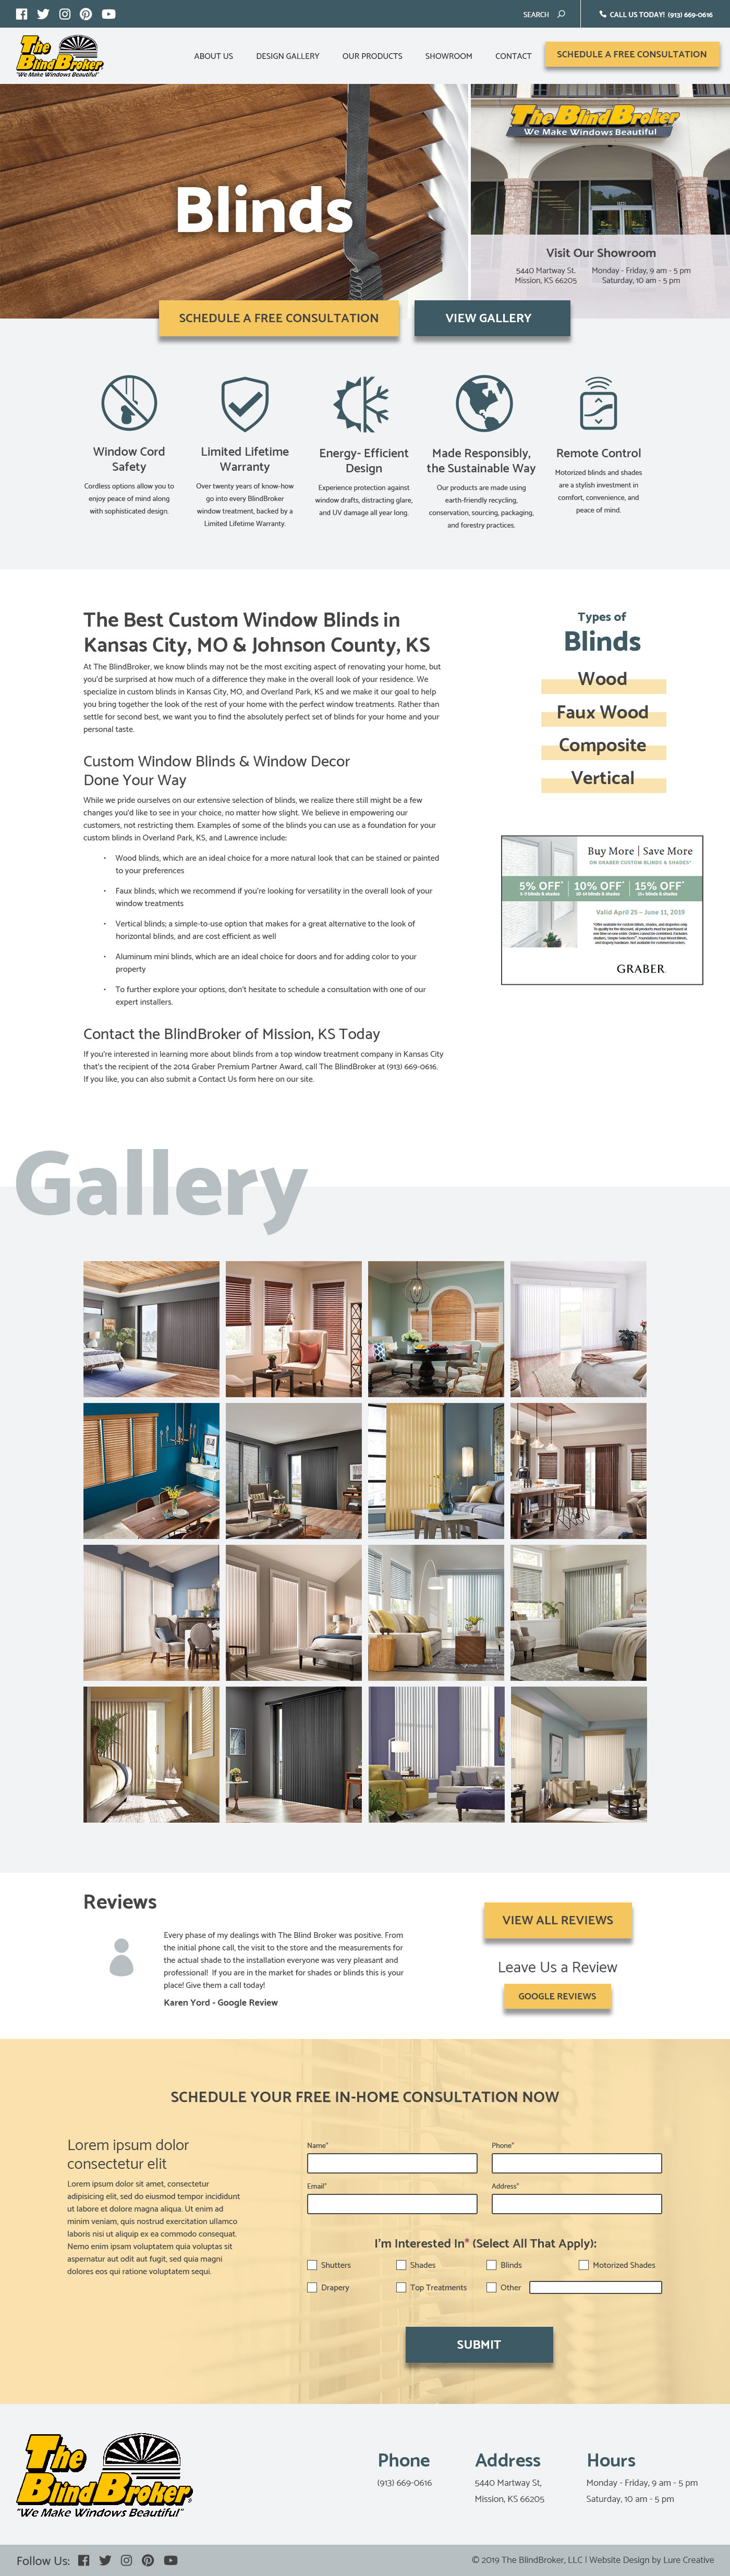 SEARCH
CALL US TODAY! (913) 669-0616
The
BlindBroker
"We Make Windows Beautiful"
ABOUT US
DESIGN GALLERY
OUR PRODUCTS
SHOWROOM
CONTACT
SCHEDULE A FREE CONSULTATION
Blinds
The BlindBroker
We Make Windows Beautiful
Visit Our Showroom
5440 Martway St.
Mission, KS 66205
Monday - Friday, 9 am - 5 pm
Saturday, 10 am - 5 pm
SCHEDULE A FREE CONSULTATION
VIEW GALLERY
Window Cord
Safety
Cordless options allow you to
enjoy peace of mind along
with sophisticated design.
Limited Lifetime
Warranty
Over twenty years of know-how
go into every BlindBroker
window treatment, backed by a
Limited Lifetime Warranty.
Energy- Efficient
Design
Experience protection against
window drafts, distracting glare,
and UV damage all year long.
Made Responsibly,
the Sustainable Way
Our products are made using
earth-friendly recycling,
conservation, sourcing, packaging,
and forestry practices.
Remote Control
Motorized blinds and shades
are a stylish investment in
comfort, convenience, and
peace of mind.
The Best Custom Window Blinds in
Kansas City, MO & Johnson County, KS
At The BlindBroker, we know blinds may not be the most exciting aspect of renovating your home, but
you'd be surprised at how much of a difference they make in the overall look of your residence. We
specialize in custom blinds in Kansas City, MO, and Overland Park, KS and we make it our goal to help
you bring together the look of the rest of your home with the perfect window treatments. Rather than
settle for second best, we want you to find the absolutely perfect set of blinds for your home and your
personal taste.
Custom Window Blinds & Window Decor
Done Your Way
While we pride ourselves on our extensive selection of blinds, we realize there still might be a few
changes you'd like to see in your choice, no matter how slight. We believe in empowering our
customers, not restricting them. Examples of some of the blinds you can use as a foundation for your
custom blinds in Overland Park, KS, and Lawrence include:
• Wood blinds, which are an ideal choice for a more natural look that can be stained or painted
to your preferences
• Faux blinds, which we recommend if you're looking for versatility in the overall look of your
window treatments
• Vertical blinds; a simple-to-use option that makes for a great alternative to the look of
horizontal blinds, and are cost efficient as well
• Aluminum mini blinds, which are an ideal choice for doors and for adding color to your
property
• To further explore your options, don't hesitate to schedule a consultation with one of our
expert installers.
Contact the BlindBroker of Mission, KS Today
If you're interested in learning more about blinds from a top window treatment company in Kansas City
that's the recipient of the 2014 Graber Premium Partner Award, call The BlindBroker at (913) 669-0616.
If you like, you can also submit a Contact Us form here on our site.
Types of
Blinds
Wood
Faux Wood
Composite
Vertical
Buy More | Save More
ON GRABER CUSTOM BLINDS & SHADES*
5% OFF* 10% OFF* 15% OFF*
5-9 blinds & shades 10-14 blinds & shades 15+ blinds & shades
Valid April 25 – June 11, 2019
GRABER
Gallery
Reviews
Every phase of my dealings with The Blind Broker was positive. From
the initial phone call, the visit to the store and the measurements for
the actual shade to the installation everyone was very pleasant and
professional! If you are in the market for shades or blinds this is your
place! Give them a call today!
Karen Yord - Google Review
VIEW ALL REVIEWS
Leave Us a Review
GOOGLE REVIEWS
SCHEDULE YOUR FREE IN-HOME CONSULTATION NOW
Lorem ipsum dolor
consectetur elit
Lorem ipsum dolor sit amet, consectetur
adipisicing elit, sed do eiusmod tempor incididunt
ut labore et dolore magna aliqua. Ut enim ad
minim veniam, quis nostrud exercitation ullamco
laboris nisi ut aliquip ex ea commodo consequat.
Nemo enim ipsam voluptatem quia voluptas sit
aspernatur aut odit aut fugit, sed quia magni
dolores eos qui ratione voluptatem sequi.
Name*
Phone*
Email*
Address*
I'm Interested In* (Select All That Apply):
Shutters
Shades
Blinds
Motorized Shades
Drapery
Top Treatments
Other
SUBMIT
The
BlindBroker
"We Make Windows Beautiful"
Phone
(913) 669-0616
Address
5440 Martway St,
Mission, KS 66205
Hours
Monday - Friday, 9 am - 5 pm
Saturday, 10 am - 5 pm
Follow Us:
© 2019 The BlindBroker, LLC | Website Design by Lure Creative